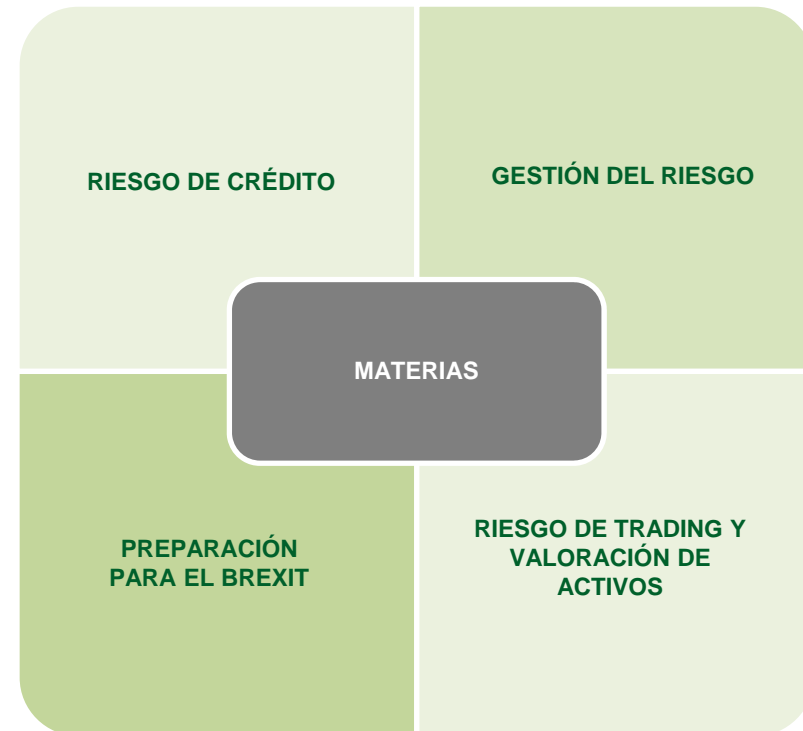 RIESGO DE CRÉDITO
GESTIÓN DEL RIESGO
MATERIAS
PREPARACIÓN
PARA EL BREXIT
RIESGO DE TRADING Y
VALORACIÓN DE
ACTIVOS